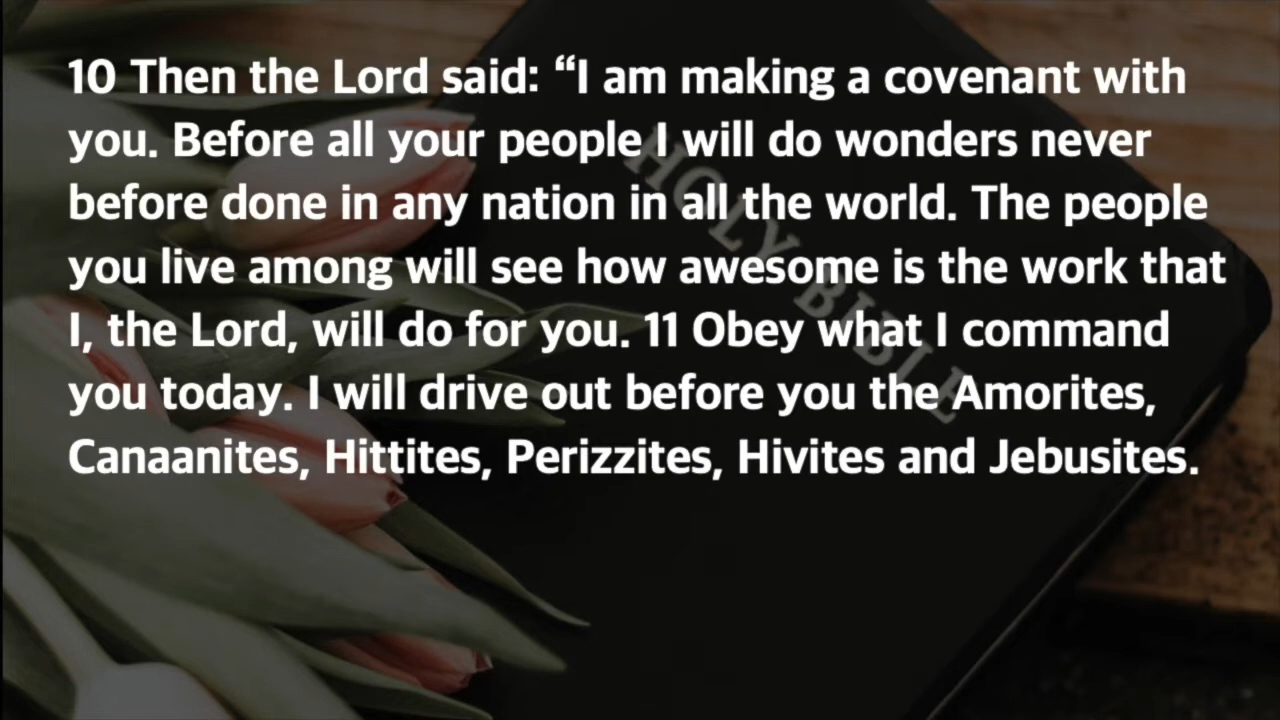 10 Then the Lord said: “I am making a covenant with
you. Before all your people I will do wonders never
before done in any nation in all the world. The people
you live among will see how awesome is the work that
I, the Lord, will do for you. 11 Obey what I command
you today. I will drive out before you the Amorites,
Canaanites, Hittites, Perizzites, Hivites and Jebusites.
HOLY BIBLE